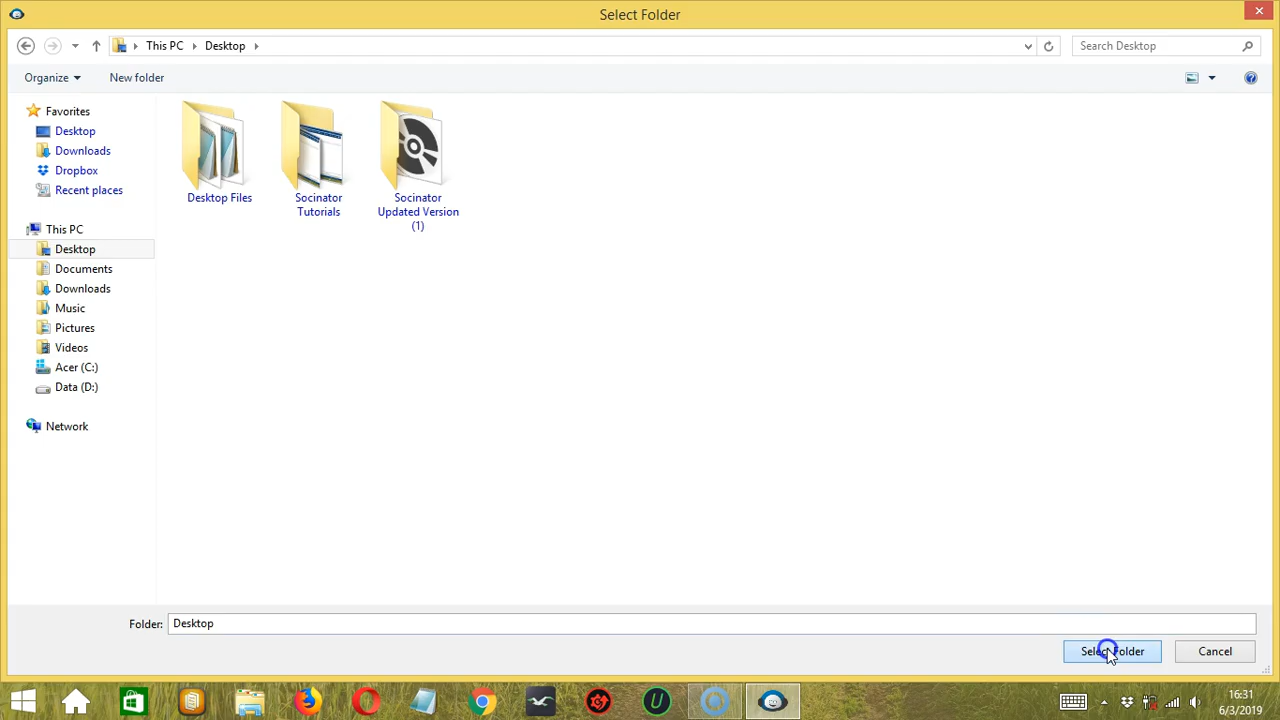 Select Folder
This PC
Desktop
Search Desktop
Organize
New folder
Favorites
Desktop
Downloads
Dropbox
Recent places
This PC
Desktop
Documents
Downloads
Music
Pictures
Videos
Acer (C:)
Data (D:)
Network
Desktop Files
Socinator
Tutorials
Socinator
Updated Version
(1)
Folder:
Desktop
Select Folder
Cancel
16:31
6/3/2019